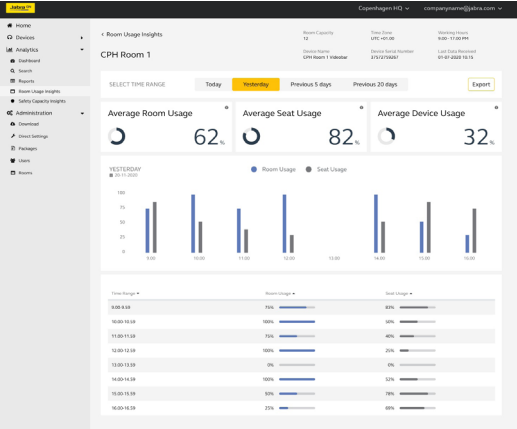 Jabra GN
Copenhagen HQ
companyname@jabra.com
Home
Devices
Analytics
Dashboard
Search
Reports
Room Usage Insights
Safety Capacity Insights
Administration
Download
Direct Settings
Packages
Users
Rooms
Room Usage Insights
CPH Room 1
Room Capacity
12
Time Zone
UTC +01.00
Working Hours
9.00 - 17.00 PM
Device Name
CPH Room 1 Videobar
Device Serial Number
37573759267
Last Data Received
01-07-2020 10.15
SELECT TIME RANGE
Today
Yesterday
Previous 5 days
Previous 20 days
Export
Average Room Usage
62%
Average Seat Usage
82%
Average Device Usage
32%
YESTERDAY
20-11-2020
Room Usage
Seat Usage
100
75
50
25
0
9.00 10.00 11.00 12.00 13.00 14.00 15.00 16.00
Time Range Room Usage Seat Usage
9.00-9.59 75% 83%
10.00-10.59 100% 50%
11.00-11.59 75% 40%
12.00-12.59 100% 25%
13.00-13.59 0% 0%
14.00-14.59 100% 52%
15.00-15.59 50% 78%
16.00-16.59 25% 69%